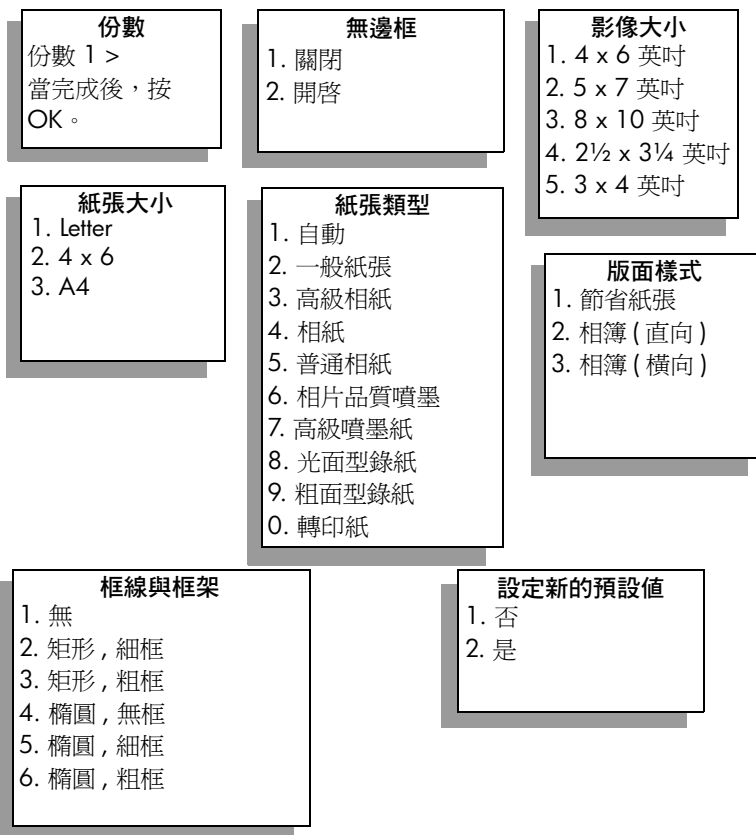 份數
份數 1 >
當完成後，按
OK。
無邊框
1. 關閉
2. 開啓
影像大小
1. 4 x 6 英吋
2. 5 x 7 英吋
3. 8 x 10 英吋
4. 2½ x 3¼ 英吋
5. 3 x 4 英吋
紙張大小
1. Letter
2. 4 x 6
3. A4
紙張類型
1. 自動
2. 一般紙張
3. 高級相紙
4. 相紙
5. 普通相紙
6. 相片品質噴墨
7. 高級噴墨紙
8. 光面型錄紙
9. 粗面型錄紙
0. 轉印紙
版面樣式
1. 節省紙張
2. 相簿 ( 直向 )
3. 相簿 ( 橫向 )
框線與框架
1. 無
2. 矩形 , 細框
3. 矩形 , 粗框
4. 橢圓 , 無框
5. 橢圓 , 細框
6. 橢圓 , 粗框
設定新的預設值
1. 否
2. 是